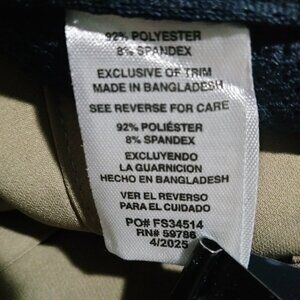 92% POLYESTER
8% SPANDEX
EXCLUSIVE OF TRIM
MADE IN BANGLADESH
SEE REVERSE FOR CARE
92% POLIÉSTER
8% SPANDEX
EXCLUYENDO
LA GUARNICION
HECHO EN BANGLADESH
VER EL REVERSO
PARA EL CUIDADO
PO# FS34514
RN# 59786
4/2025